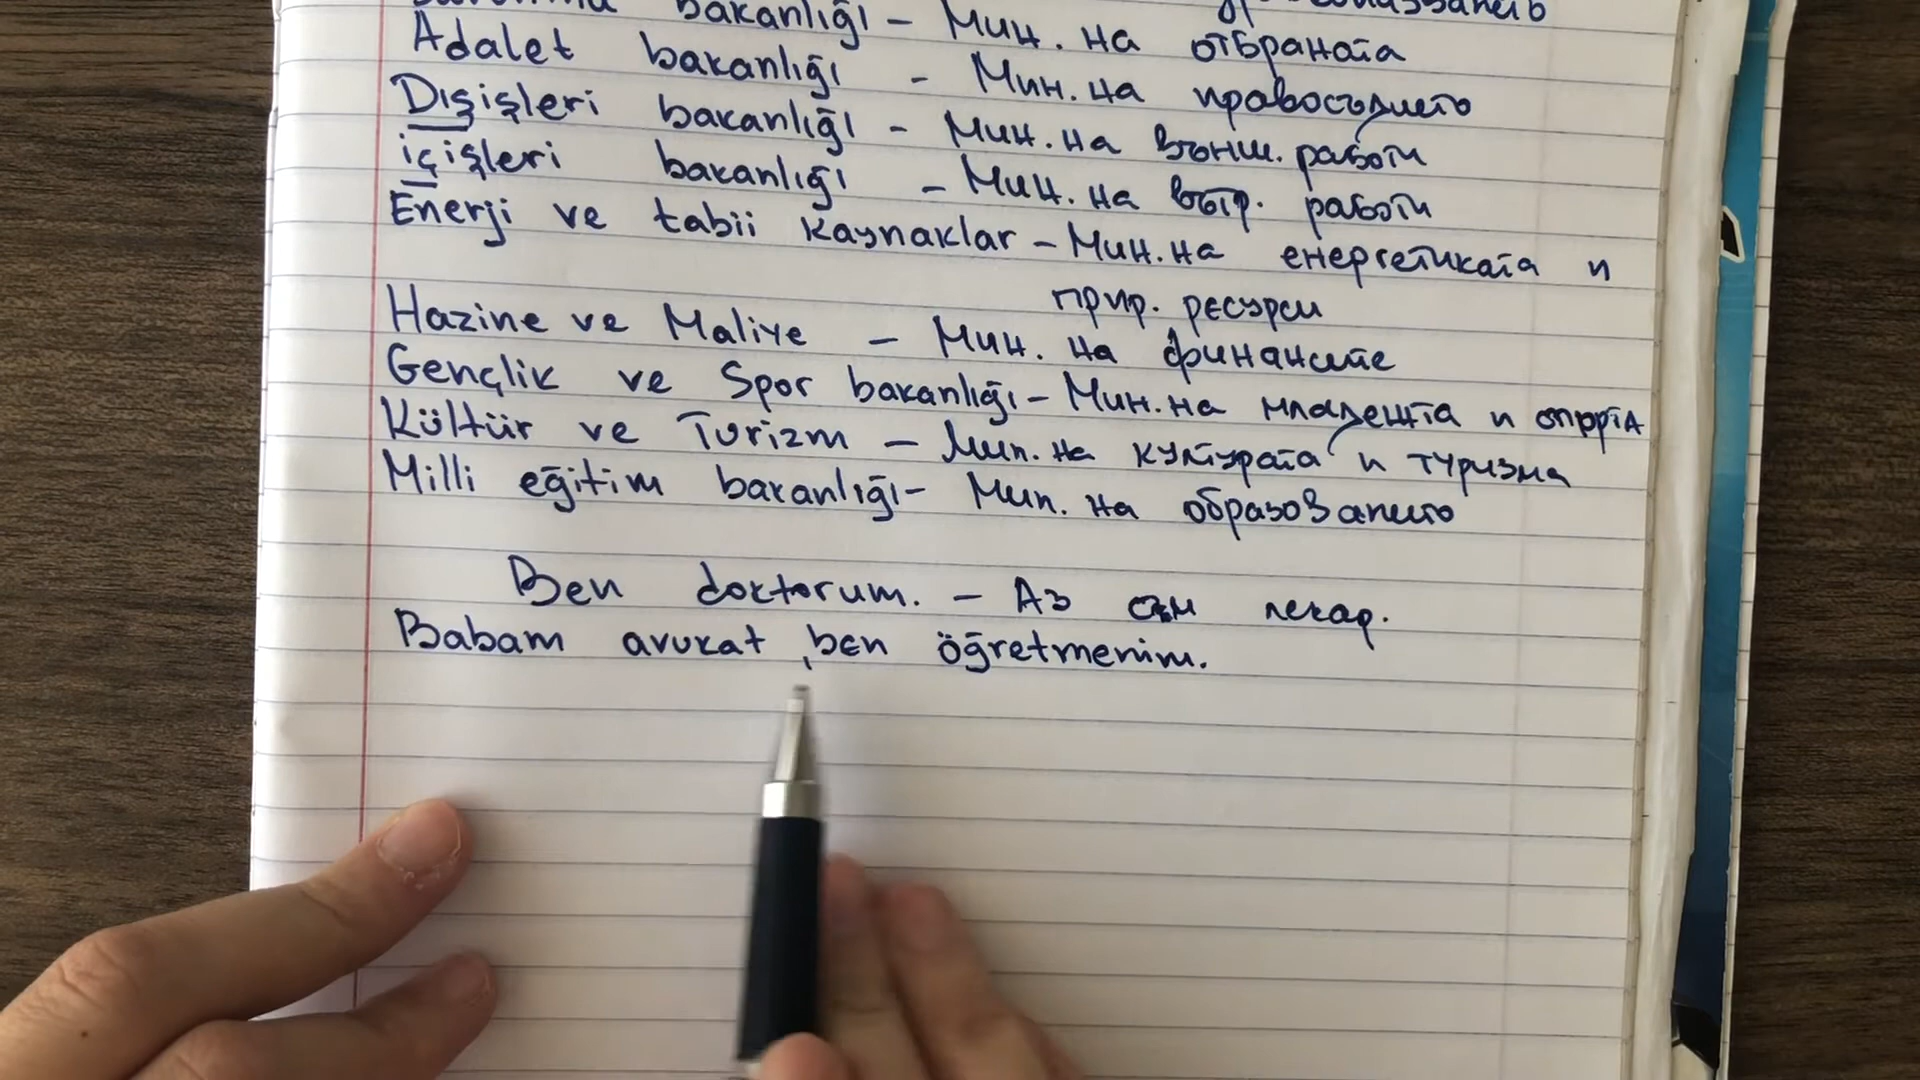 bakanlığı - Мин. на отбраната
Adalet bakanlığı - Мин. на правосъдието
Dışişleri bakanlığı - Мин. на външ. работи
içişleri bakanlığı - Мин. на вътр. работи
Enerji ve tabii kaynaklar - Мин. на енергетиката и
прир. ресурси
Hazine ve Maliye - Мин. на финансите
Gençlik ve Spor bakanlığı - Мин. на младежта и спорта
Kültür ve Turizm - Мин. на културата и туризма
Milli eğitim bakanlığı - Мин. на образованието
Ben doktorum. - Аз съм лекар.
Babam avukat, ben öğretmenim.